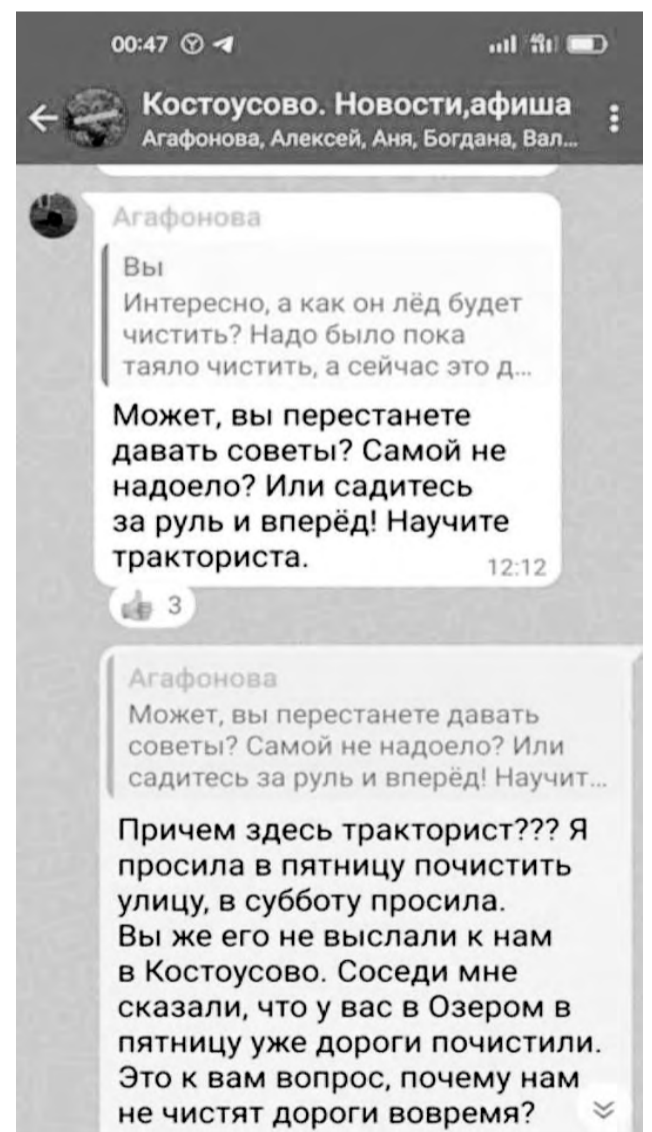 00:47
Костоусово. Новости,афиша
Агафонова, Алексей, Аня, Богдана, Вал...
Агафонова
Вы
Интересно, а как он лёд будет
чистить? Надо было пока
таяло чистить, а сейчас это д...
Может, вы перестанете
давать советы? Самой не
надоело? Или садитесь
за руль и вперёд! Научите
тракториста.
12:12
3
Агафонова
Может, вы перестанете давать
советы? Самой не надоело? Или
садитесь за руль и вперёд! Научит...
Причем здесь тракторист??? Я
просила в пятницу почистить
улицу, в субботу просила.
Вы же его не выслали к нам
в Костоусово. Соседи мне
сказали, что у вас в Озером в
пятницу уже дороги почистили.
Это к вам вопрос, почему нам
не чистят дороги вовремя?